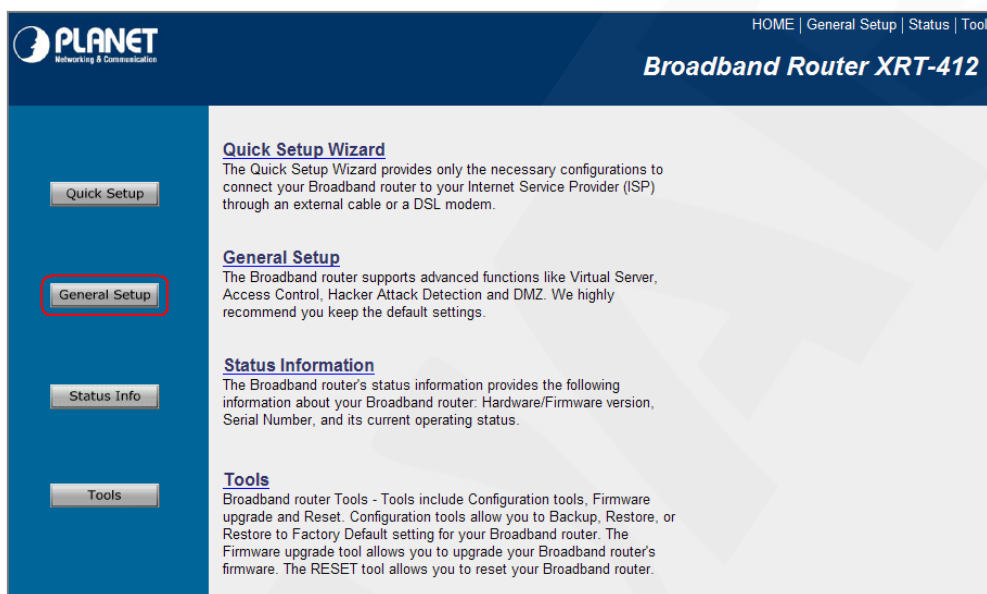 PLANET
Networking & Communication
HOME | General Setup | Status | Tool
Broadband Router XRT-412
Quick Setup
General Setup
Status Info
Tools
Quick Setup Wizard
The Quick Setup Wizard provides only the necessary configurations to
connect your Broadband router to your Internet Service Provider (ISP)
through an external cable or a DSL modem.
General Setup
The Broadband router supports advanced functions like Virtual Server,
Access Control, Hacker Attack Detection and DMZ. We highly
recommend you keep the default settings.
Status Information
The Broadband router's status information provides the following
information about your Broadband router: Hardware/Firmware version,
Serial Number, and its current operating status.
Tools
Broadband router Tools - Tools include Configuration tools, Firmware
upgrade and Reset. Configuration tools allow you to Backup, Restore, or
Restore to Factory Default setting for your Broadband router. The
Firmware upgrade tool allows you to upgrade your Broadband router's
firmware. The RESET tool allows you to reset your Broadband router.